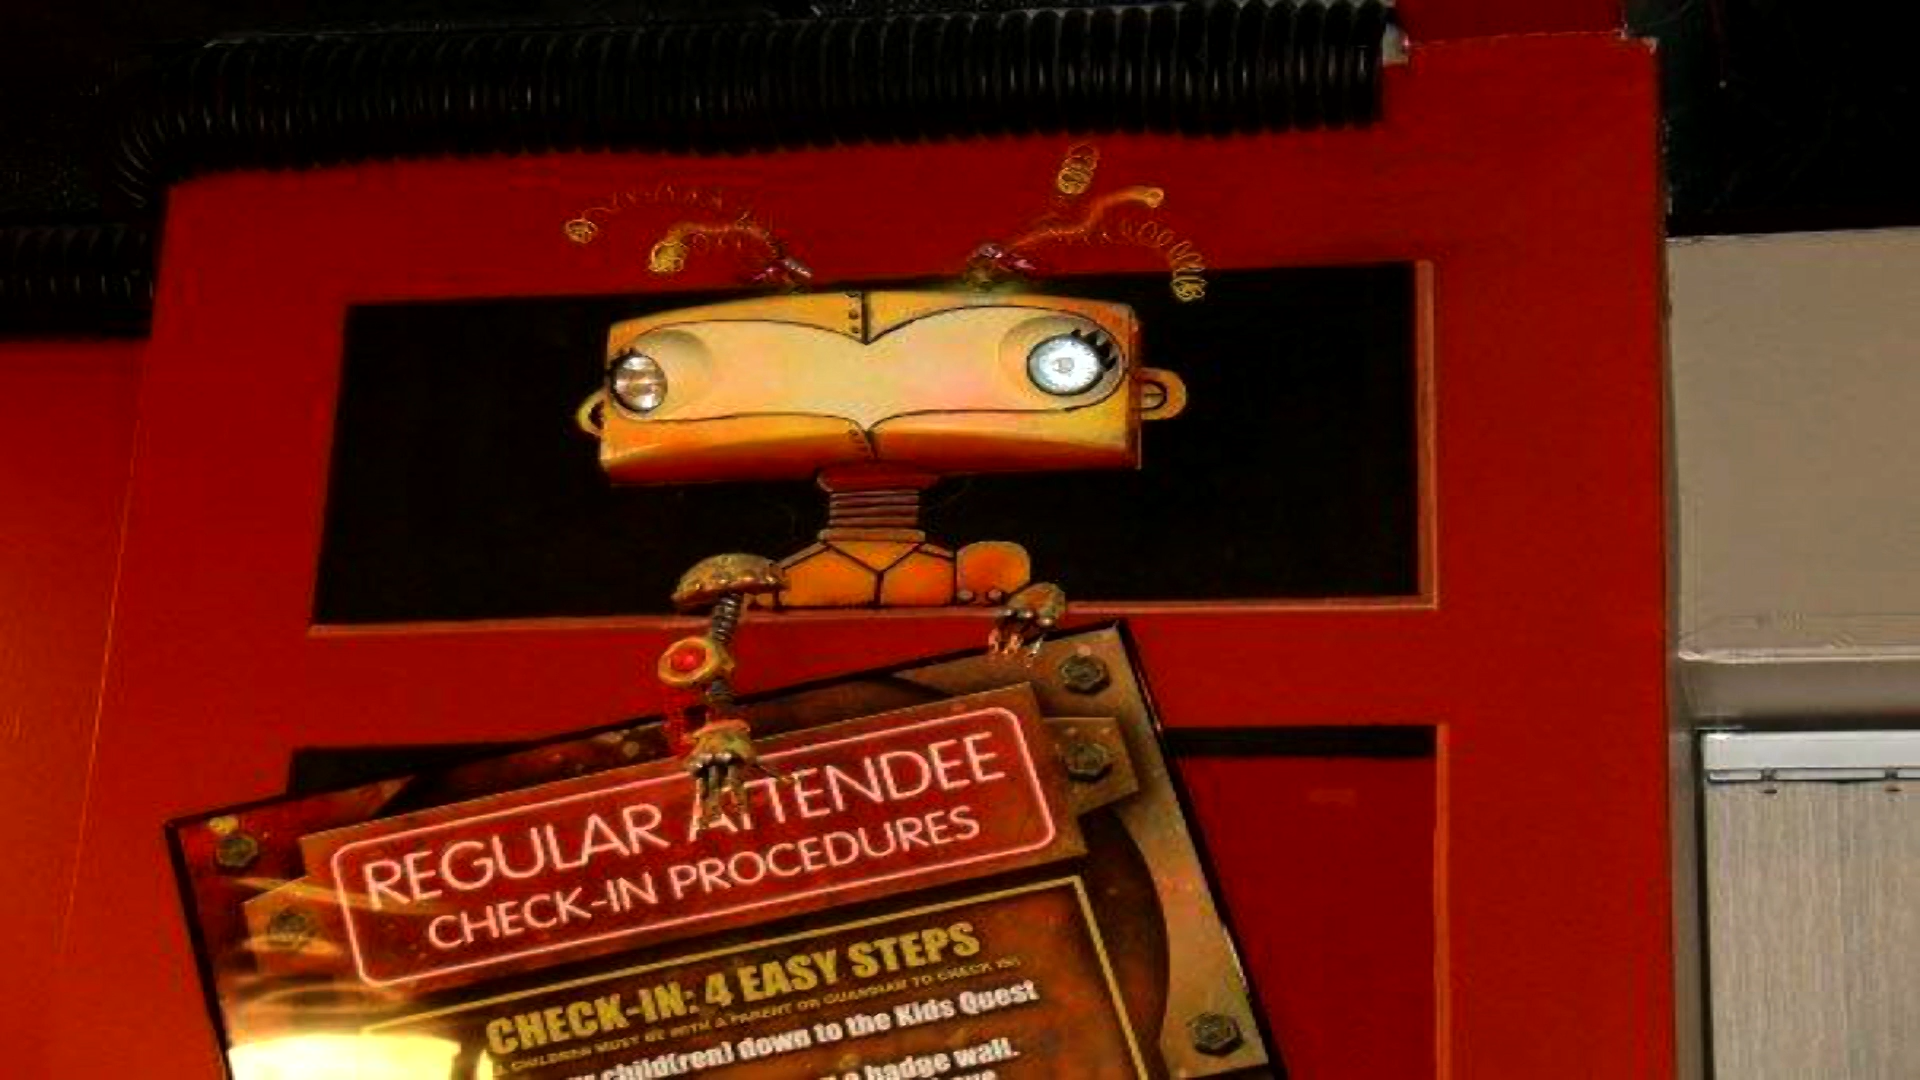 REGULAR ATTENDEE
CHECK-IN PROCEDURES
CHECK-IN: 4 EASY STEPS
CHILDREN MUST BE WITH A PARENT OR GUARDIAN TO CHECK IN
child(ren) down to the Kids Quest
badge wall.